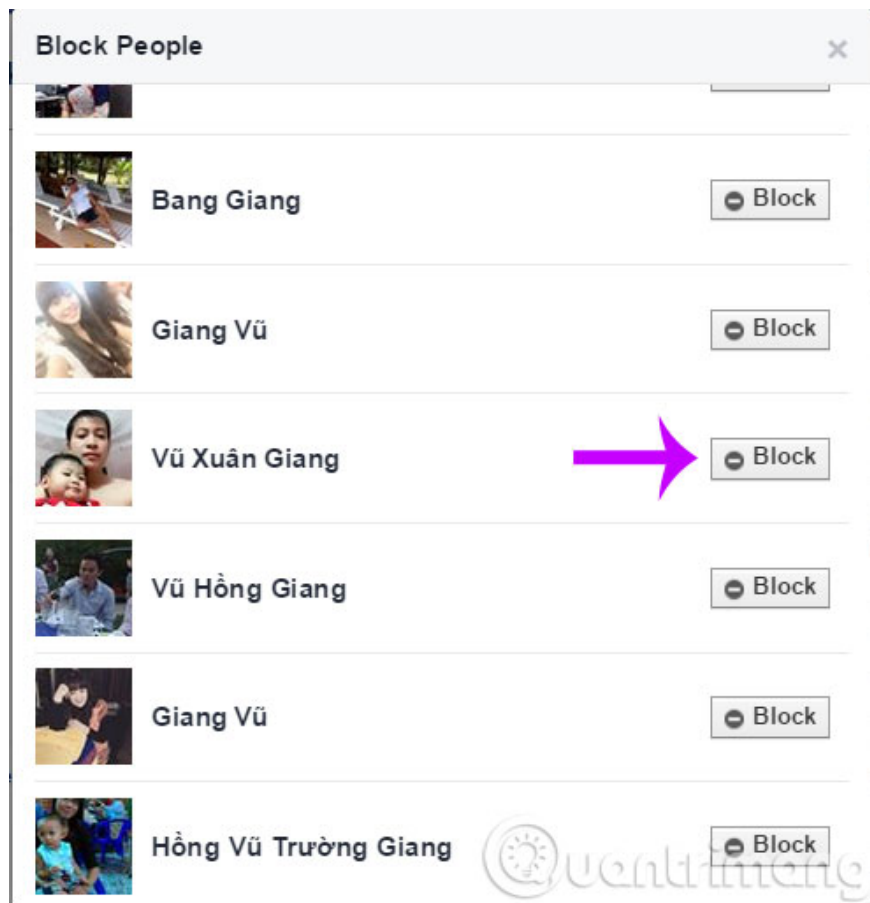 Block People
Bang Giang
Block
Giang Vũ
Block
Vũ Xuân Giang
Block
Vũ Hồng Giang
Block
Giang Vũ
Block
Hồng Vũ Trường Giang
Block
Quantrimang